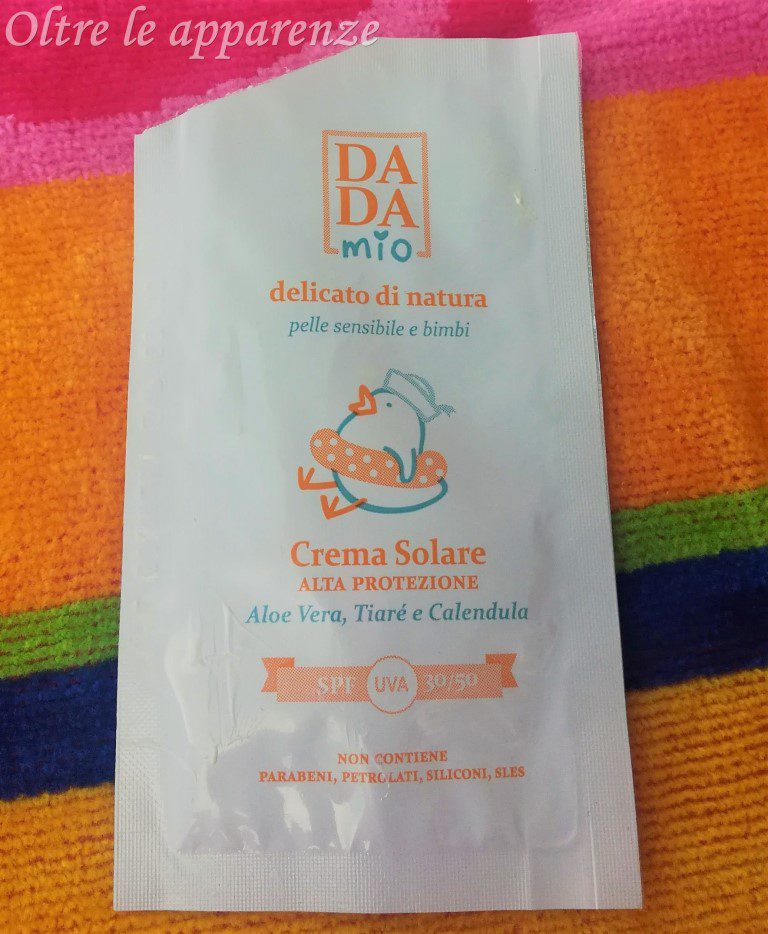 Oltre le apparenze
DA
DA
mio
delicato di natura
pelle sensibile e bimbi
Crema Solare
ALTA PROTEZIONE
Aloe Vera, Tiaré e Calendula
SPF UVA 30/50
NON CONTIENE
PARABENI, PETROLATI, SILICONI, SLES